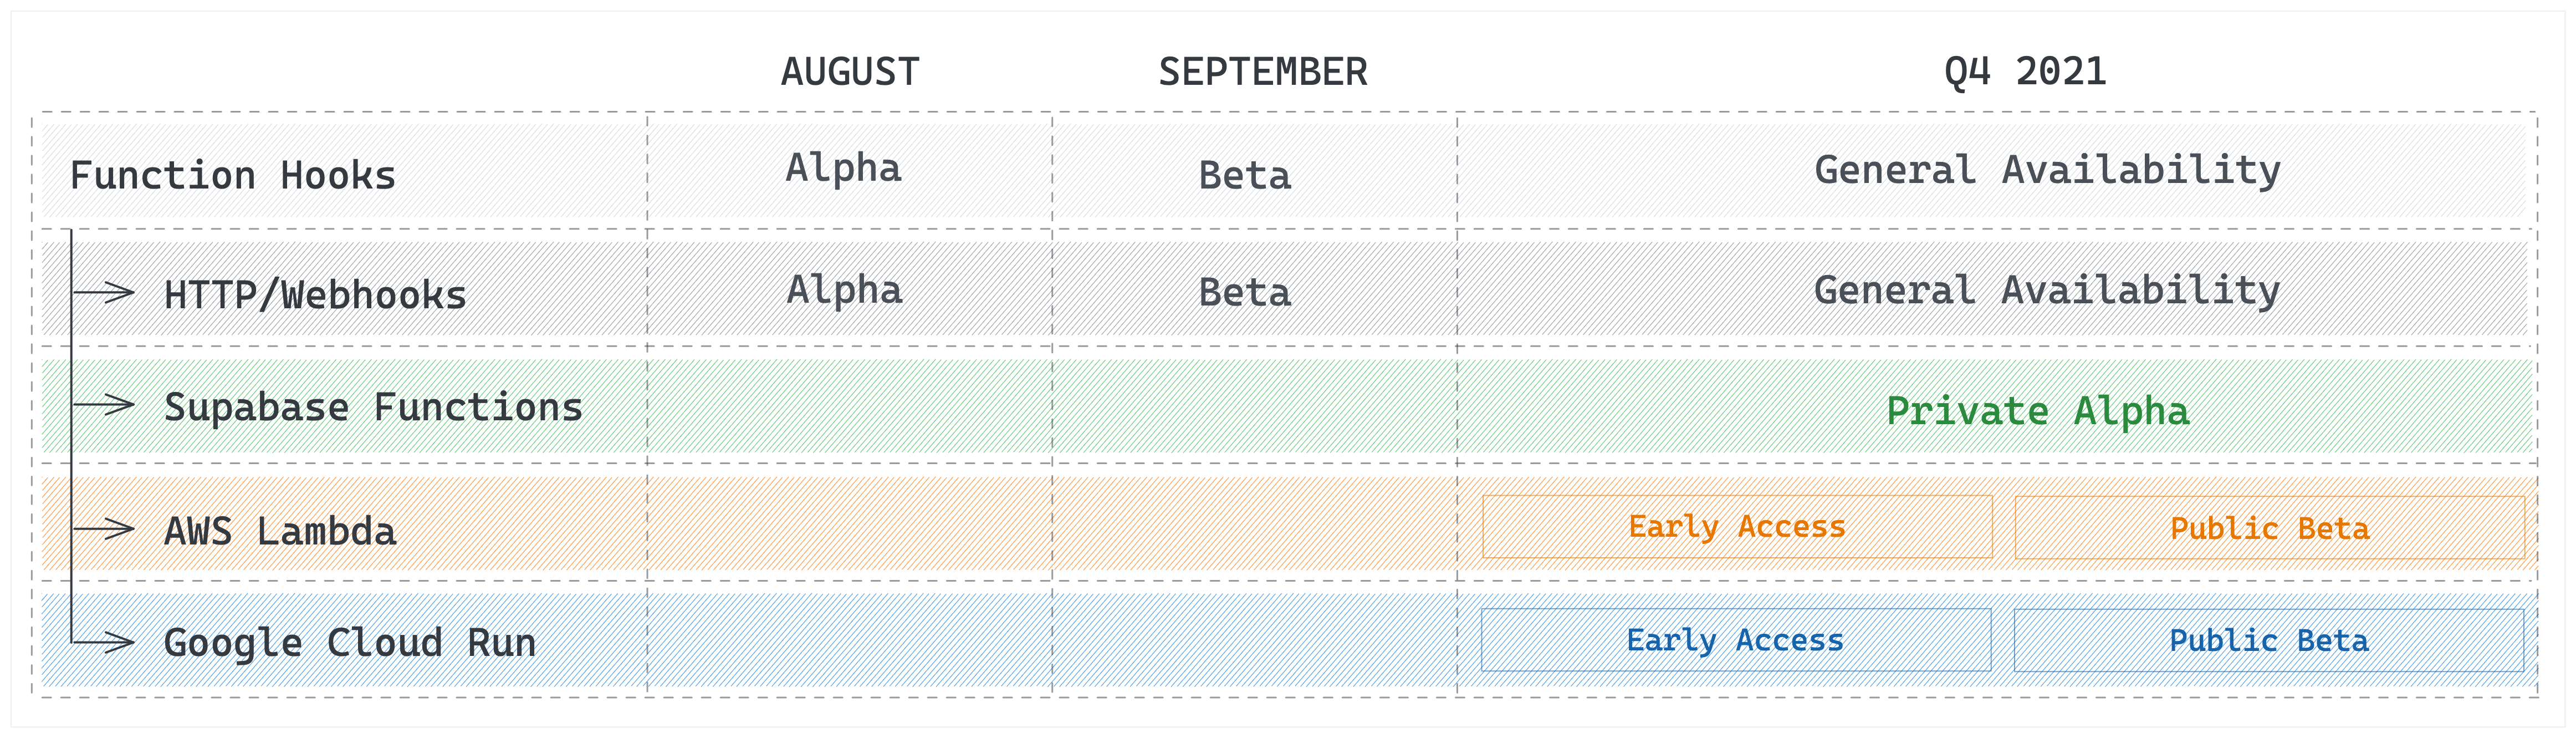 AUGUST SEPTEMBER Q4 2021
Function Hooks Alpha Beta General Availability
HTTP/Webhooks Alpha Beta General Availability
Supabase Functions Private Alpha
AWS Lambda Early Access Public Beta
Google Cloud Run Early Access Public Beta